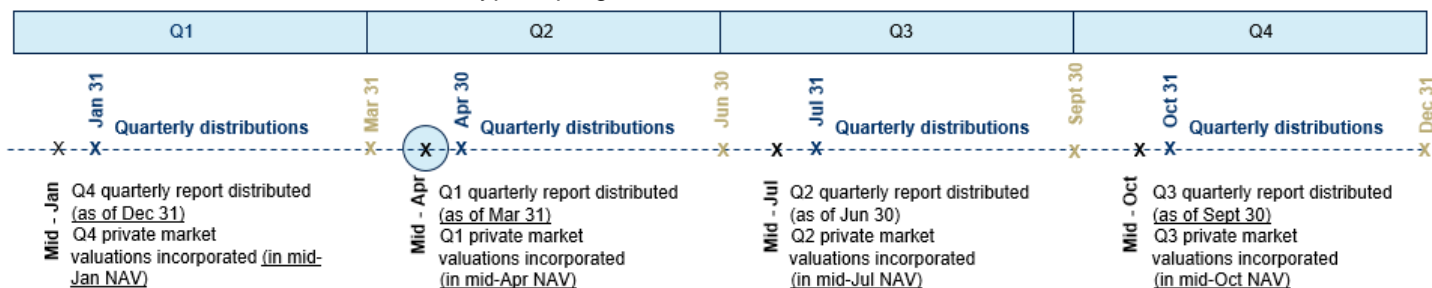 Q1
Q2
Q3
Q4
Jan 31
Mar 31
Apr 30
Jun 30
Jul 31
Sept 30
Oct 31
Dec 31
Quarterly distributions
Quarterly distributions
Quarterly distributions
Quarterly distributions
x x x x x x x x x x x x
Mid - Jan
Q4 quarterly report distributed
(as of Dec 31)
Q4 private market
valuations incorporated (in mid-
Jan NAV)
Mid - Apr
Q1 quarterly report distributed
(as of Mar 31)
Q1 private market
valuations incorporated
(in mid-Apr NAV)
Mid - Jul
Q2 quarterly report distributed
(as of Jun 30)
Q2 private market
valuations incorporated
(in mid-Jul NAV)
Mid - Oct
Q3 quarterly report distributed
(as of Sept 30)
Q3 private market
valuations incorporated
(in mid-Oct NAV)